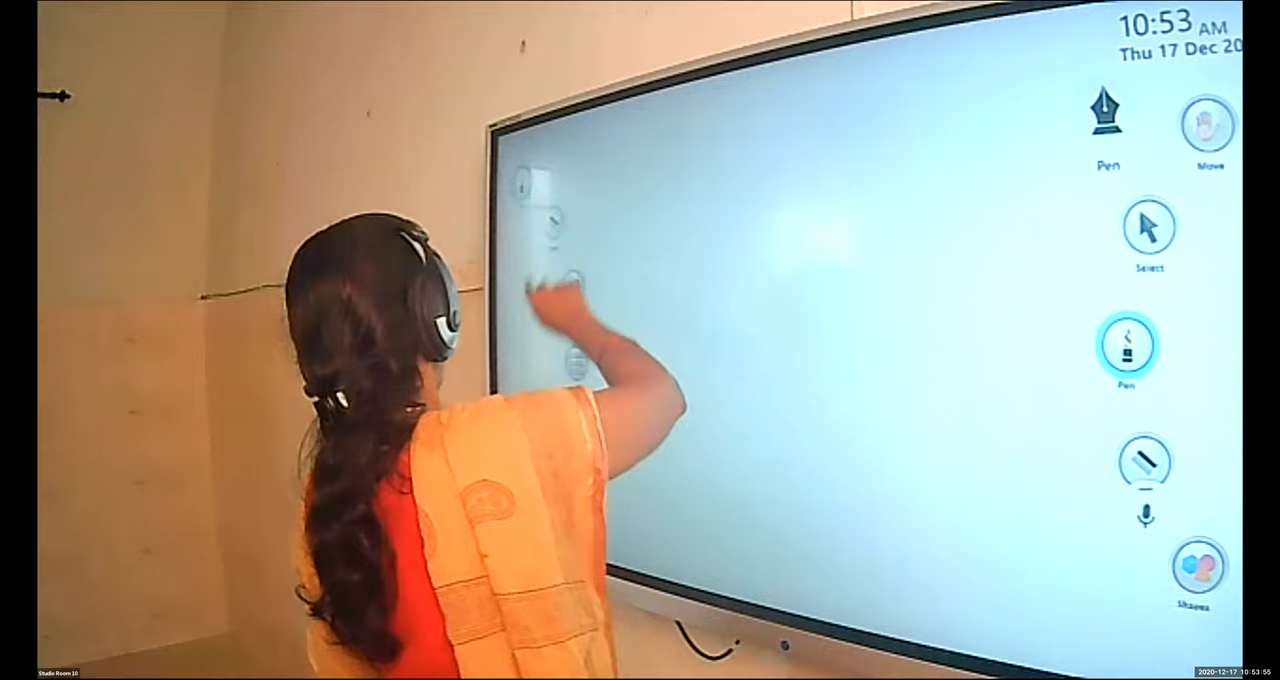 10:53 AM
Thu 17 Dec 20
Pen
Move
Select
Pen
Shapes
Studio Room 10
2020-12-17 10:53:55